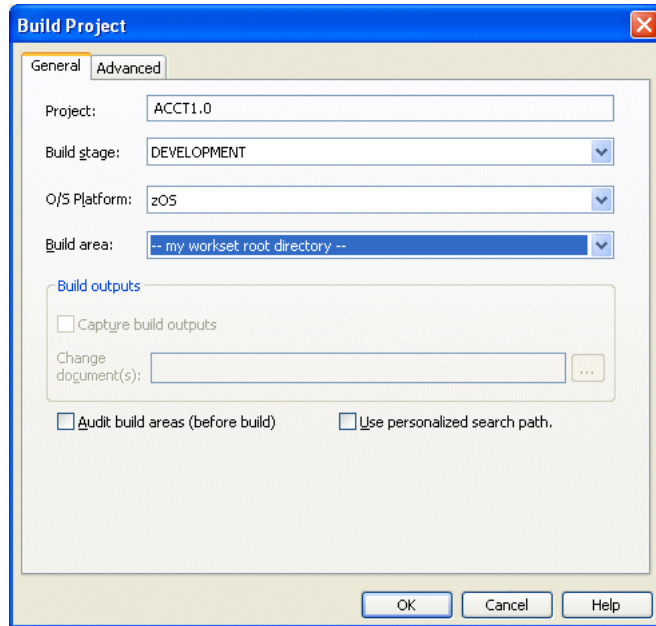 Build Project
General Advanced
Project: ACCT1.0
Build stage: DEVELOPMENT
O/S Platform: zOS
Build area: -- my workset root directory --
Build outputs
Capture build outputs
Change
document(s): ...
Audit build areas (before build) Use personalized search path.
OK Cancel Help